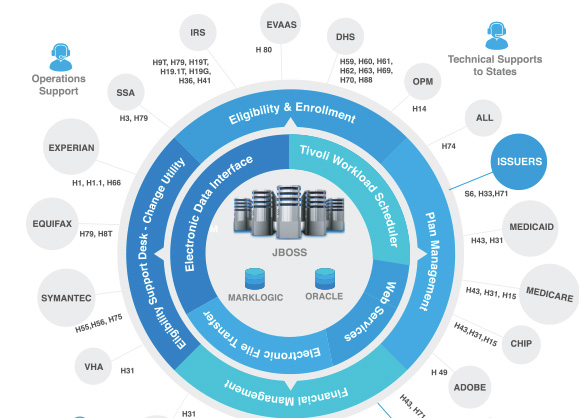 EVAAS
H 80
IRS
H9T, H79, H19T,
H19.1T, H19G,
H36, H41
DHS
H59, H60, H61,
H62, H63, H69,
H70, H88
Operations
Support
Technical Supports
to States
SSA
H3, H79
OPM
H14
ALL
H74
EXPERIAN
H1, H1.1, H66
ISSUERS
S6, H33,H71
EQUIFAX
H79, H8T
MEDICAID
H43, H31
SYMANTEC
H55,H56, H75
MEDICARE
H43, H31, H15
CHIP
H43,H31,H15
VHA
H31
ADOBE
H 49
H31
H43, H71
Eligibility & Enrollment
Plan Management
Financial Management
Eligibility Support Desk - Change Utility
Electronic Data Interface
Tivoli Workload Scheduler
Web Services
Electronic File Transfer
M
JBOSS
MARKLOGIC
ORACLE